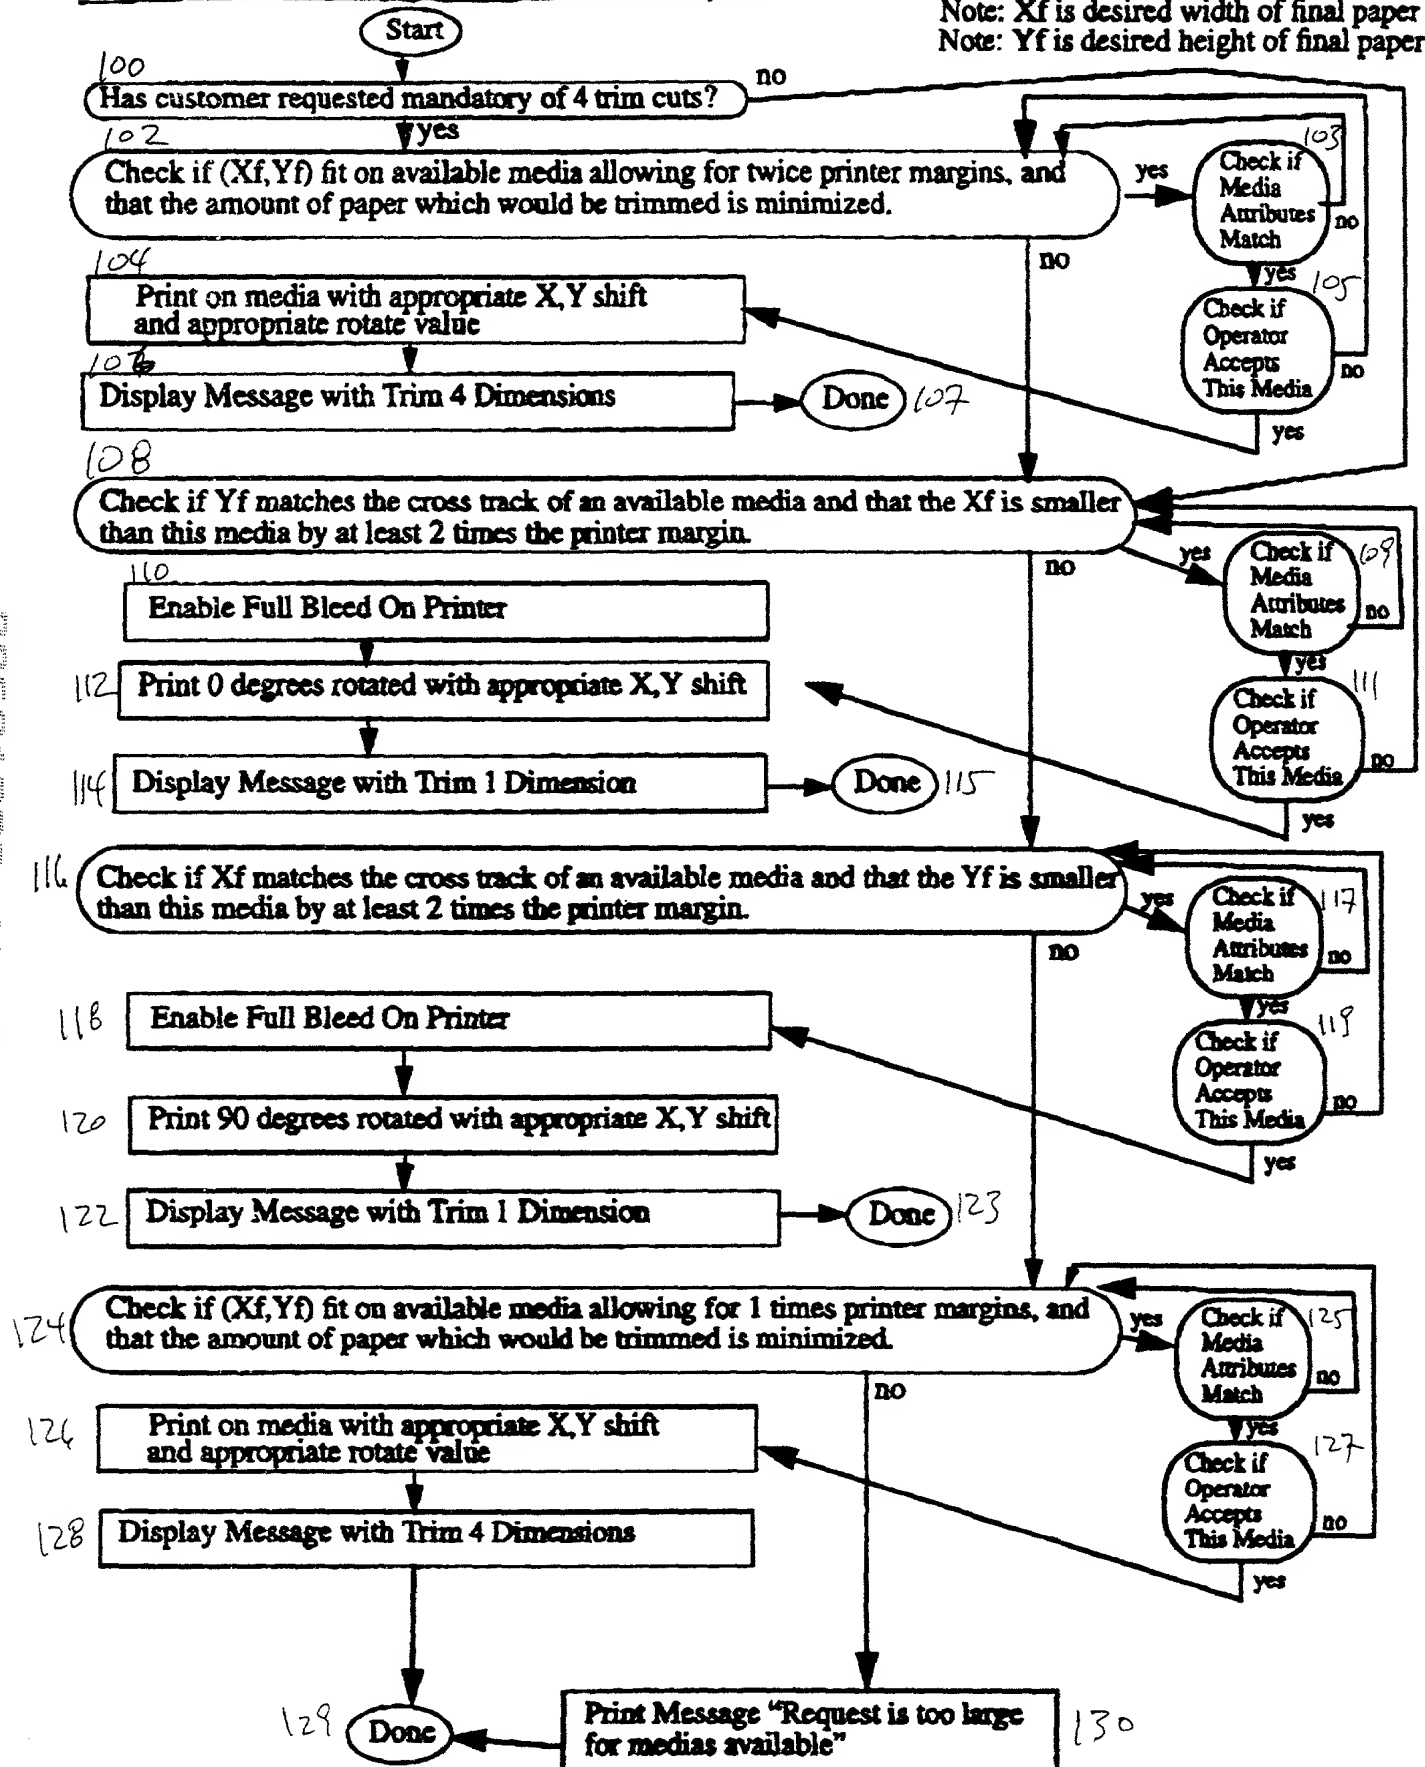 Note: Xf is desired width of final paper
Note: Yf is desired height of final paper
Start
100
Has customer requested mandatory of 4 trim cuts?
no
yes
102
Check if (Xf,Yf) fit on available media allowing for twice printer margins, and
that the amount of paper which would be trimmed is minimized.
yes
no
103
Check if
Media
Attributes
Match
no
yes
105
Check if
Operator
Accepts
This Media
no
yes
104
Print on media with appropriate X,Y shift
and appropriate rotate value
Display Message with Trim 4 Dimensions
Done
107
108
Check if Yf matches the cross track of an available media and that the Xf is smaller
than this media by at least 2 times the printer margin.
yes
no
109
Check if
Media
Attributes
Match
no
yes
111
Check if
Operator
Accepts
This Media
no
yes
110
Enable Full Bleed On Printer
112
Print 0 degrees rotated with appropriate X,Y shift
114
Display Message with Trim 1 Dimension
Done
115
116
Check if Xf matches the cross track of an available media and that the Yf is smaller
than this media by at least 2 times the printer margin.
yes
no
117
Check if
Media
Attributes
Match
no
yes
119
Check if
Operator
Accepts
This Media
no
yes
118
Enable Full Bleed On Printer
120
Print 90 degrees rotated with appropriate X,Y shift
122
Display Message with Trim 1 Dimension
Done
123
124
Check if (Xf,Yf) fit on available media allowing for 1 times printer margins, and
that the amount of paper which would be trimmed is minimized.
yes
no
125
Check if
Media
Attributes
Match
no
yes
127
Check if
Operator
Accepts
This Media
no
yes
126
Print on media with appropriate X,Y shift
and appropriate rotate value
128
Display Message with Trim 4 Dimensions
129
Done
Print Message “Request is too large
for medias available”
130